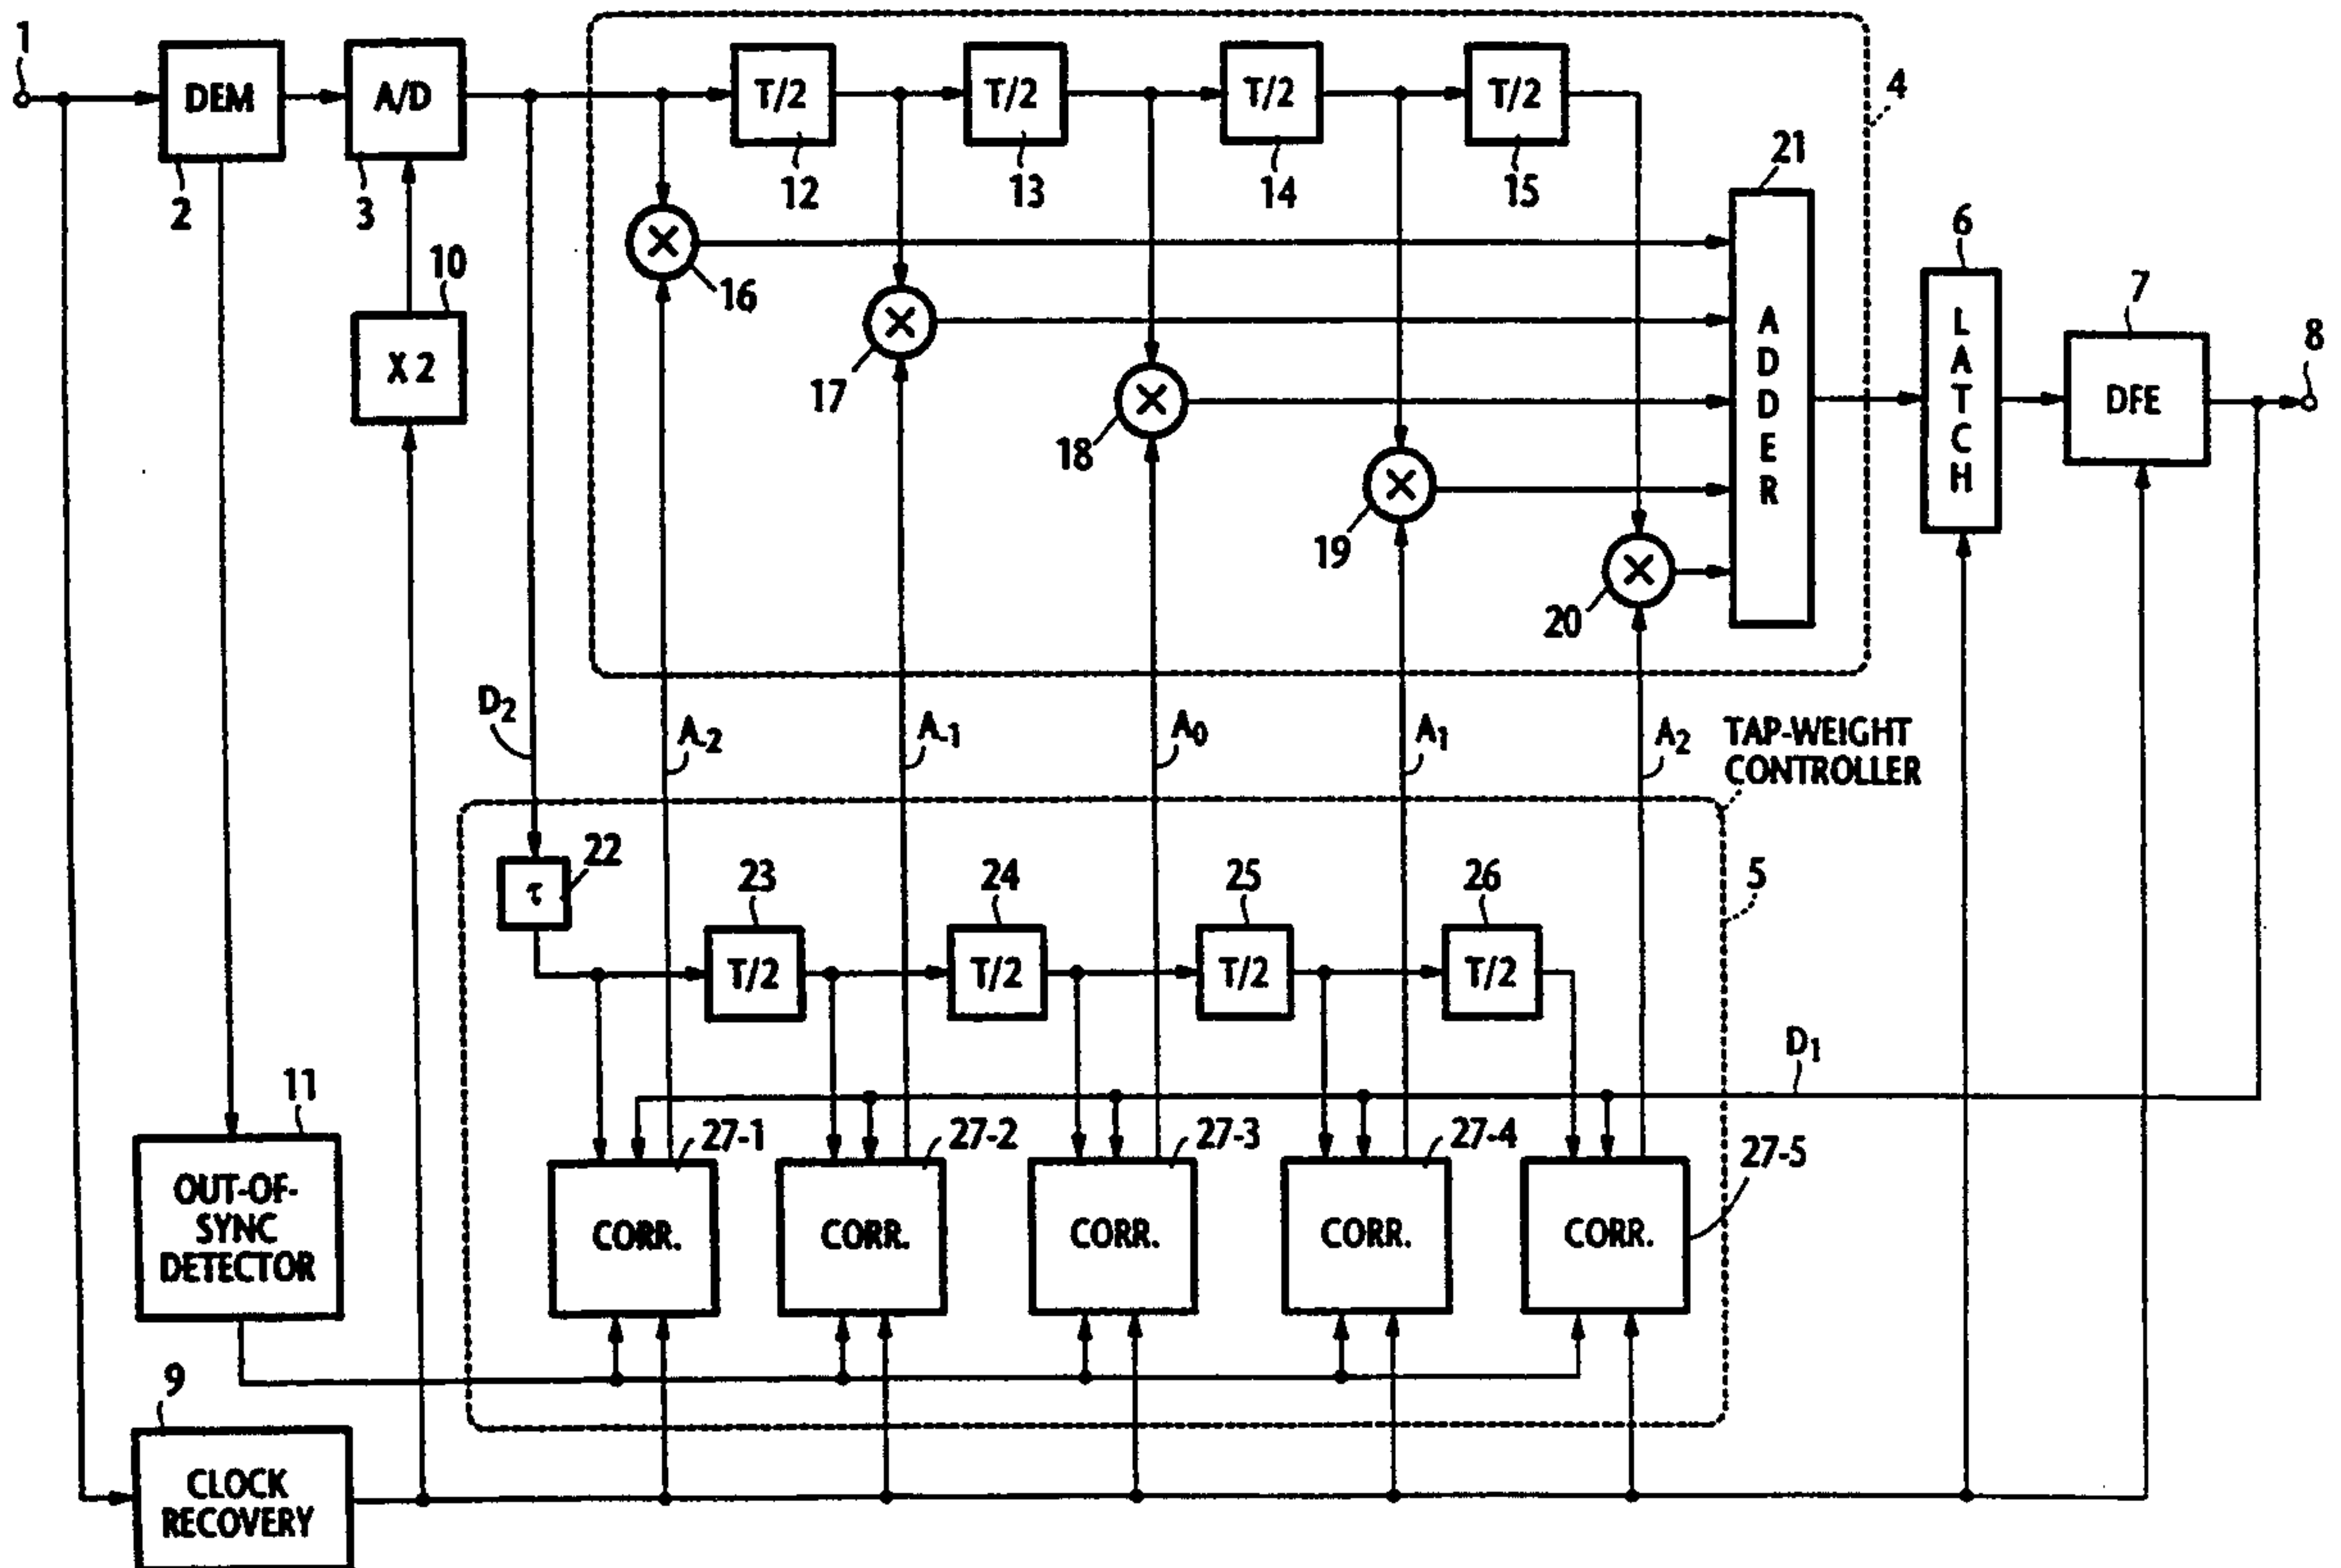 1
DEM
2
A/D
3
X 2
10
T/2
12
T/2
13
T/2
14
T/2
15
4
16
17
18
19
20
21
ADDER
6
LATCH
7
DFE
8
D2
A-2
A-1
A0
A1
A2
TAP-WEIGHT
CONTROLLER
τ
22
23
T/2
24
T/2
25
T/2
26
T/2
5
D1
11
OUT-OF-
SYNC
DETECTOR
27-1
CORR.
27-2
CORR.
27-3
CORR.
27-4
CORR.
27-5
CORR.
9
CLOCK
RECOVERY